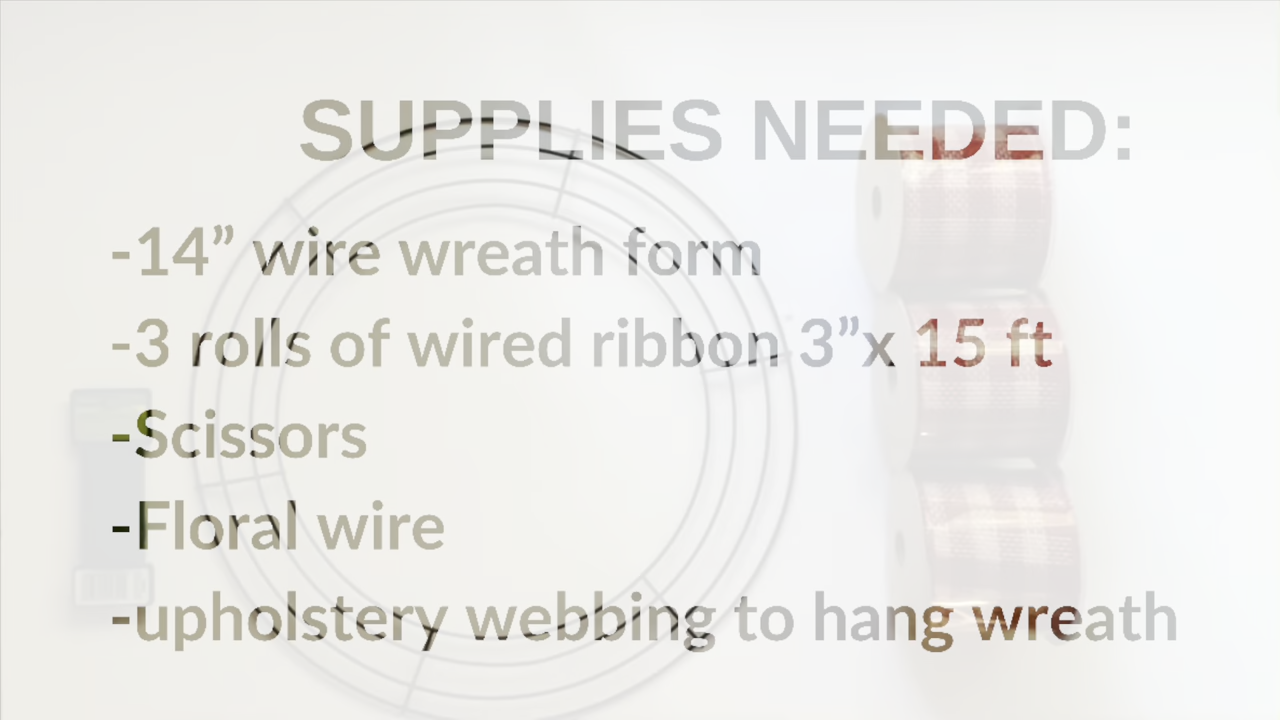 SUPPLIES NEEDED:
-14” wire wreath form
-3 rolls of wired ribbon 3”x 15 ft
-Scissors
-Floral wire
-upholstery webbing to hang wreath